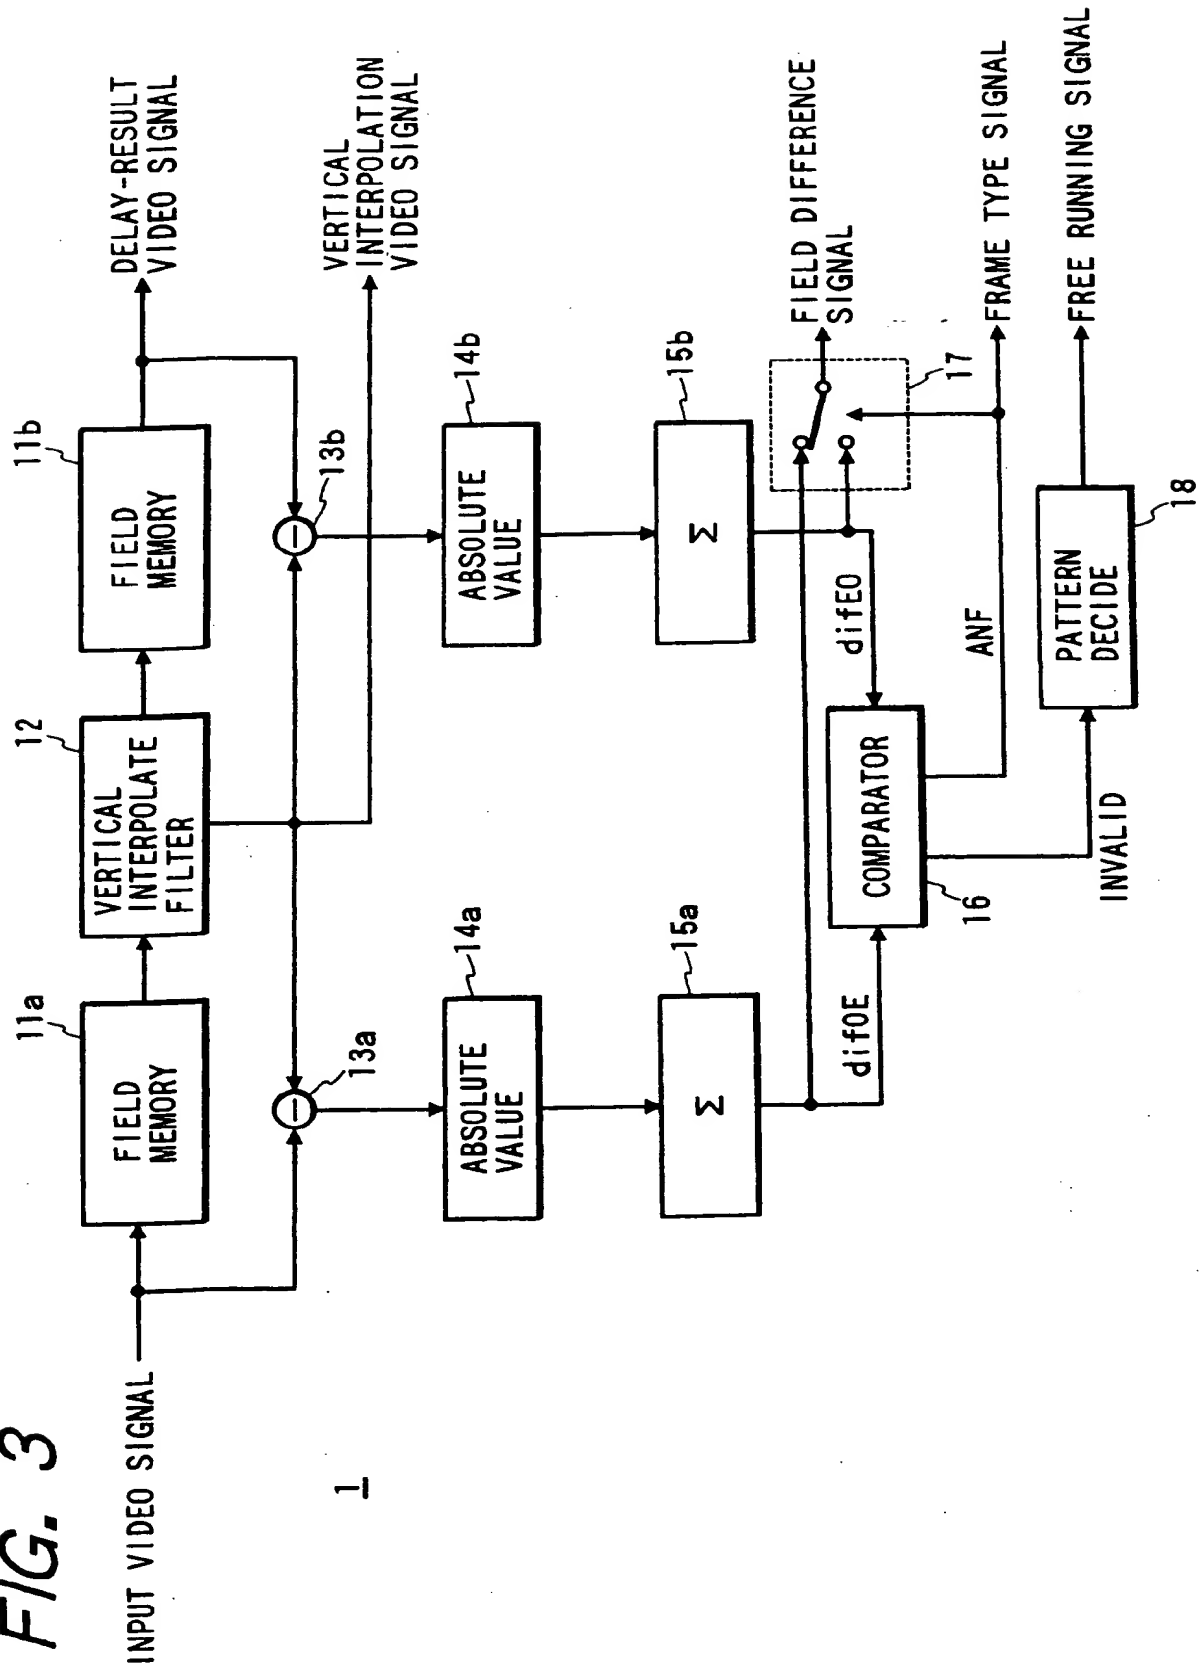 FIG. 3
1
INPUT VIDEO SIGNAL
11a
FIELD
MEMORY
12
VERTICAL
INTERPOLATE
FILTER
11b
FIELD
MEMORY
DELAY-RESULT
VIDEO SIGNAL
13a
13b
VERTICAL
INTERPOLATION
VIDEO SIGNAL
14a
ABSOLUTE
VALUE
14b
ABSOLUTE
VALUE
15a
Σ
15b
Σ
FIELD DIFFERENCE
SIGNAL
17
difOE
difEO
COMPARATOR
16
ANF
FRAME TYPE SIGNAL
INVALID
PATTERN
DECIDE
18
FREE RUNNING SIGNAL